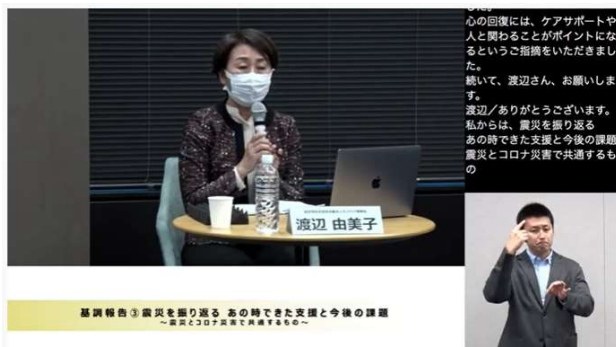 心の回復には、ケアサポートや
人と関わることがポイントにな
るというご指摘をいただきまし
た。
続いて、渡辺さん、お願いしま
す。
渡辺／ありがとうございます。
私からは、震災を振り返る
あの時できた支援と今後の課題
震災とコロナ災害で共通するも
の
渡辺 由美子
基調報告③震災を振り返る あの時できた支援と今後の課題
〜震災とコロナ災害で共通するもの〜